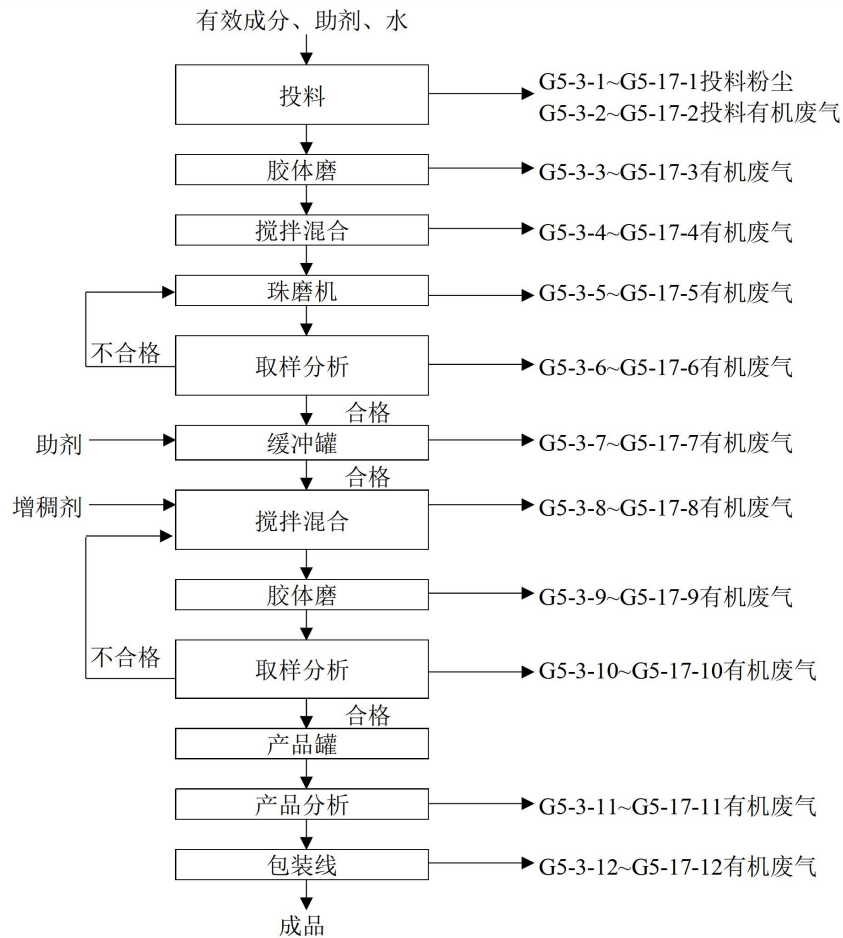 有效成分、助剂、水
投料
G5-3-1~G5-17-1投料粉尘
G5-3-2~G5-17-2投料有机废气
胶体磨
G5-3-3~G5-17-3有机废气
搅拌混合
G5-3-4~G5-17-4有机废气
珠磨机
G5-3-5~G5-17-5有机废气
不合格
取样分析
G5-3-6~G5-17-6有机废气
合格
助剂
缓冲罐
G5-3-7~G5-17-7有机废气
合格
增稠剂
搅拌混合
G5-3-8~G5-17-8有机废气
胶体磨
G5-3-9~G5-17-9有机废气
不合格
取样分析
G5-3-10~G5-17-10有机废气
合格
产品罐
产品分析
G5-3-11~G5-17-11有机废气
包装线
G5-3-12~G5-17-12有机废气
成品